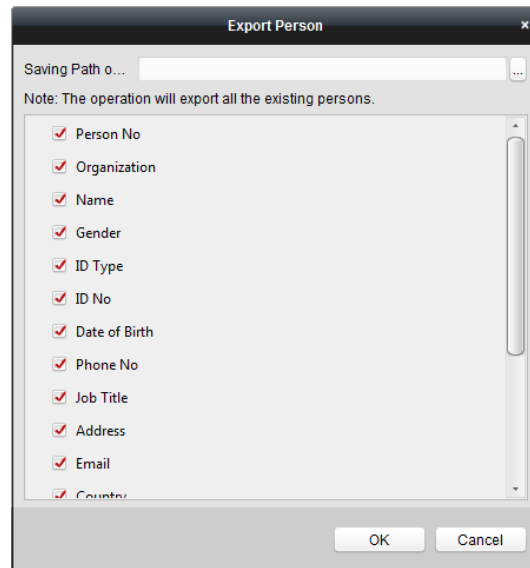 Export Person
Saving Path o...
...
Note: The operation will export all the existing persons.
Person No
Organization
Name
Gender
ID Type
ID No
Date of Birth
Phone No
Job Title
Address
Email
Country
OK Cancel